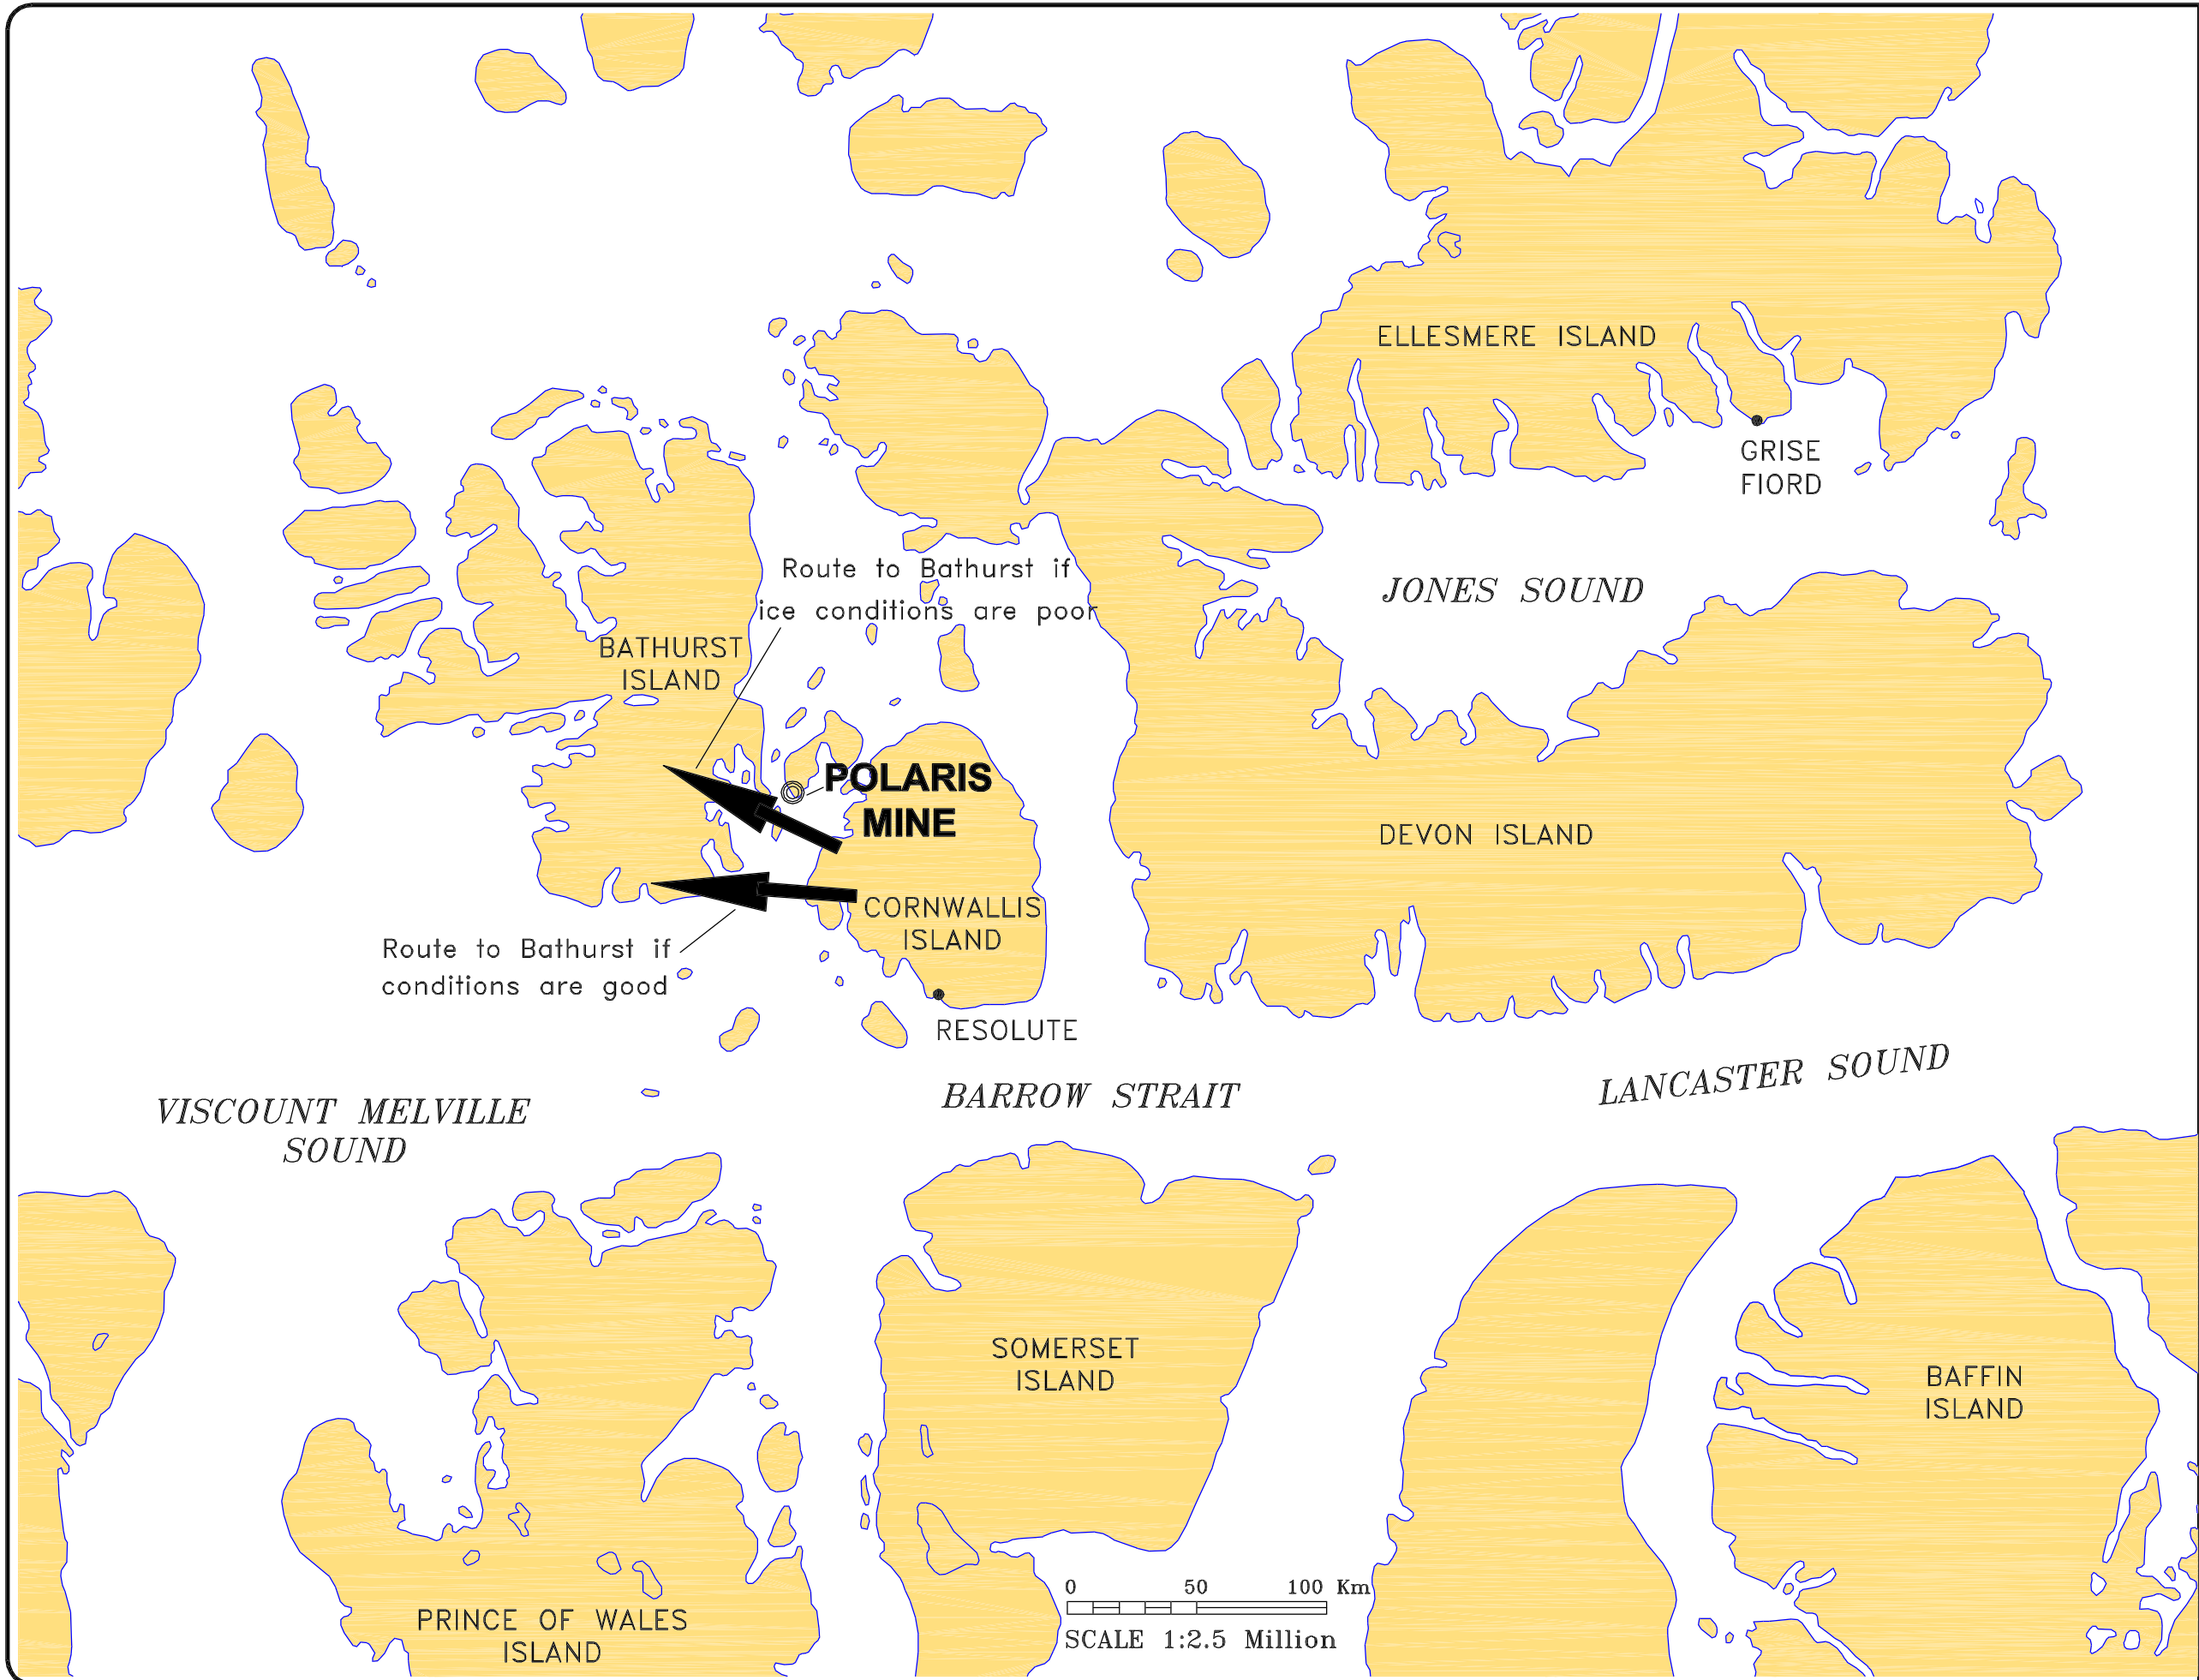 ELLESMERE ISLAND
GRISE
FIORD
Route to Bathurst if
ice conditions are poor
JONES SOUND
BATHURST
ISLAND
POLARIS
MINE
DEVON ISLAND
CORNWALLIS
ISLAND
Route to Bathurst if
conditions are good
RESOLUTE
LANCASTER SOUND
BARROW STRAIT
VISCOUNT MELVILLE
SOUND
SOMERSET
ISLAND
BAFFIN
ISLAND
PRINCE OF WALES
ISLAND
0 50 100 Km
SCALE 1:2.5 Million